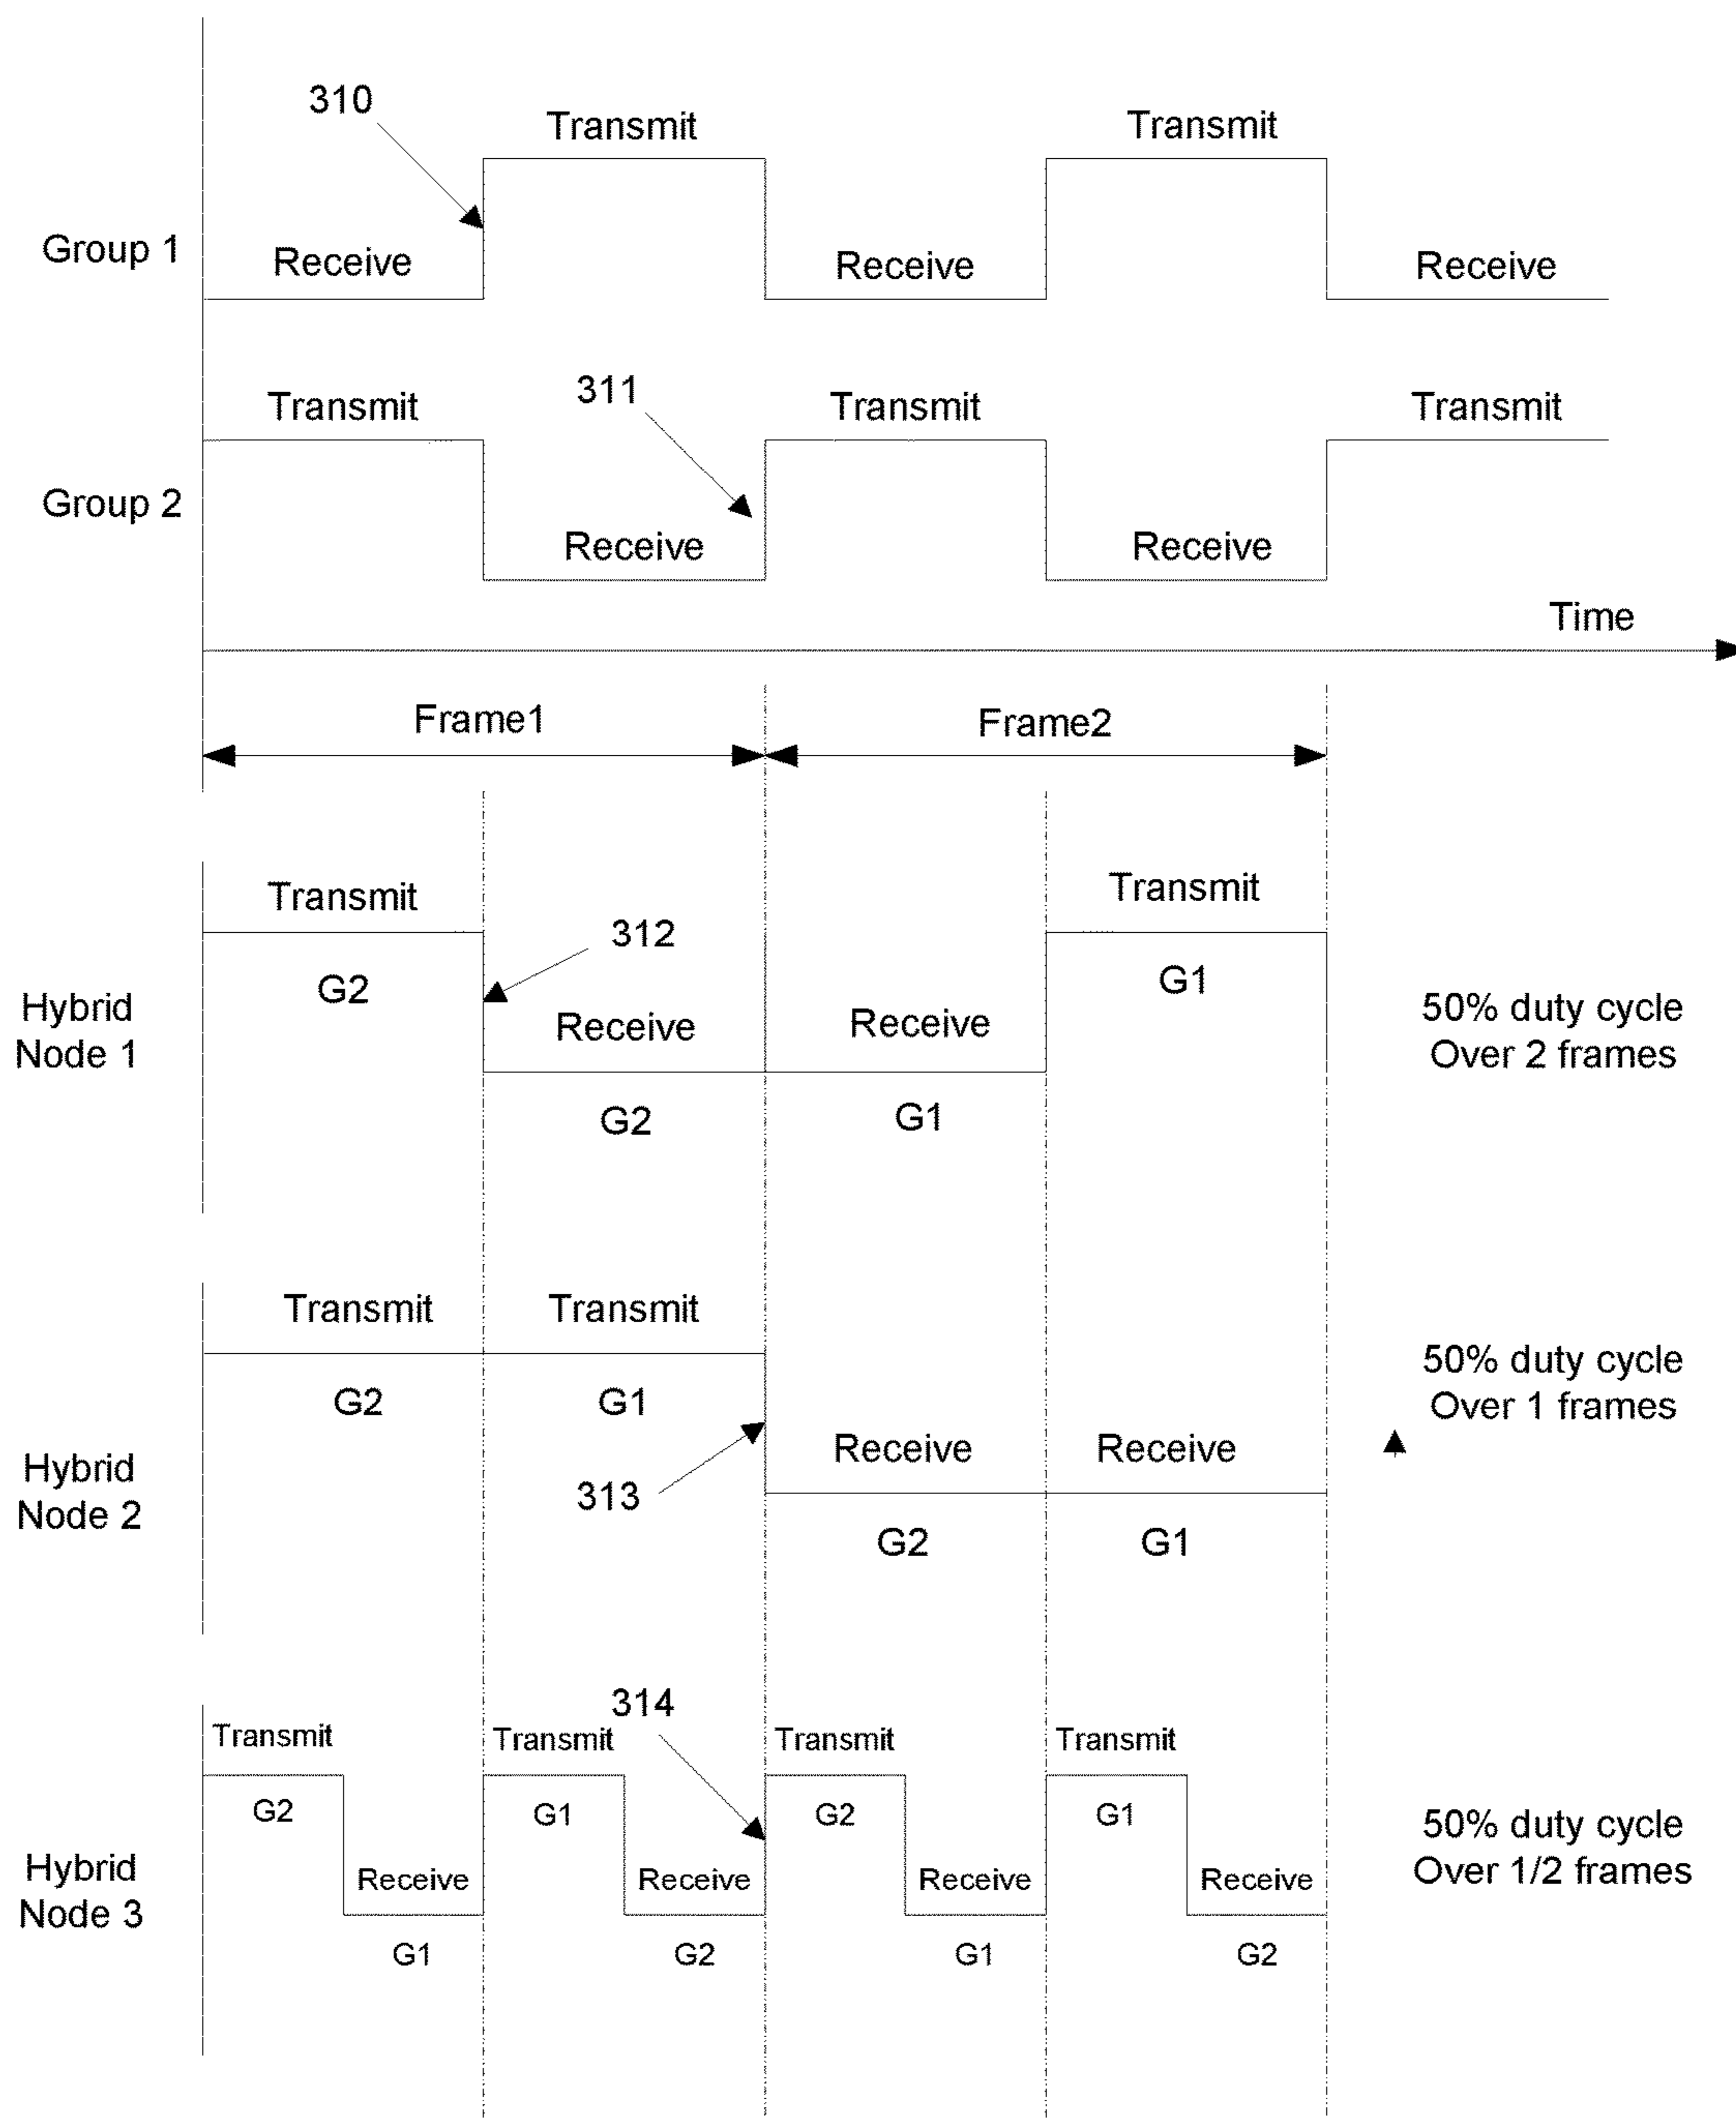 310
Transmit
Transmit
Group 1
Receive
Receive
Receive
311
Transmit
Transmit
Transmit
Group 2
Receive
Receive
Time
Frame1
Frame2
Transmit
Transmit
312
G2
G1
Hybrid
Node 1
Receive
Receive
50% duty cycle
Over 2 frames
G2
G1
Transmit
Transmit
G2
G1
50% duty cycle
Over 1 frames
Hybrid
Node 2
313
Receive
Receive
G2
G1
314
Transmit
Transmit
Transmit
Transmit
G2
G1
G2
G1
Hybrid
Node 3
Receive
Receive
Receive
Receive
50% duty cycle
Over 1/2 frames
G1
G2
G1
G2